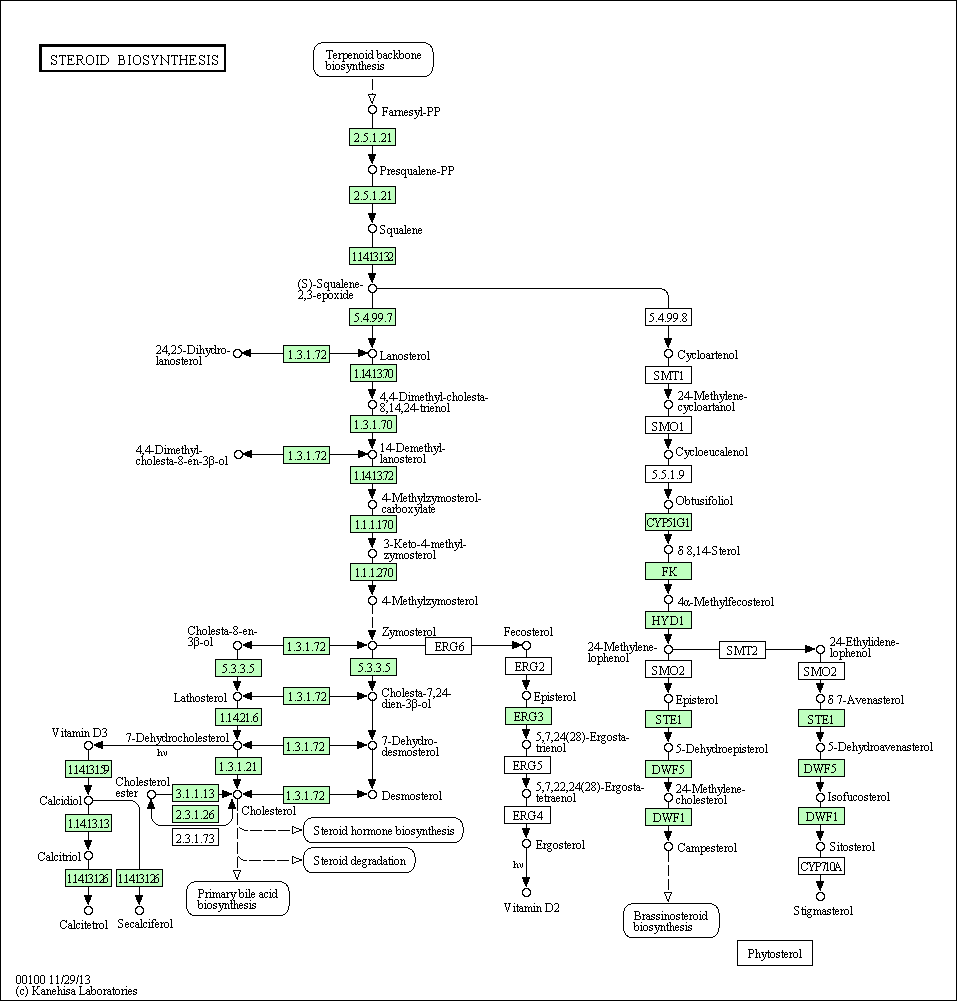 STEROID BIOSYNTHESIS
Terpenoid backbone
biosynthesis
Farnesyl-PP
2.5.1.21
Presqualene-PP
2.5.1.21
Squalene
1.14.13.132
(S)-Squalene-
2,3-epoxide
5.4.99.7
5.4.99.8
24,25-Dihydro-
lanosterol
1.3.1.72
Lanosterol
Cycloartenol
1.14.13.70
SMT1
4,4-Dimethyl-cholesta-
8,14,24-trienol
24-Methylene-
cycloartanol
1.3.1.70
SMO1
4,4-Dimethyl-
cholesta-8-en-3β-ol
1.3.1.72
14-Demethyl-
lanosterol
Cycloeucalenol
1.14.13.72
5.5.1.9
4-Methylzymosterol-
carboxylate
Obtusifoliol
1.1.1.170
CYP51G1
3-Keto-4-methyl-
zymosterol
δ 8,14-Sterol
1.1.1.270
FK
4-Methylzymosterol
4α-Methylfecosterol
HYD1
Cholesta-8-en-
3β-ol
1.3.1.72
Zymosterol
ERG6
Fecosterol
24-Methylene-
lophenol
SMT2
24-Ethylidene-
lophenol
5.3.3.5
5.3.3.5
ERG2
SMO2
SMO2
Lathosterol
1.3.1.72
Cholesta-7,24-
dien-3β-ol
Episterol
Episterol
δ 7-Avenasterol
1.14.21.6
ERG3
STE1
STE1
Vitamin D3
7-Dehydrocholesterol
hν
1.3.1.72
7-Dehydro-
desmosterol
5,7,24(28)-Ergosta-
trienol
5-Dehydroepisterol
5-Dehydroavenasterol
1.14.13.159
1.3.1.21
ERG5
DWF5
DWF5
Calcidiol
Cholesterol
ester
3.1.1.13
2.3.1.26
2.3.1.73
Cholesterol
1.3.1.72
Desmosterol
5,7,22,24(28)-Ergosta-
tetraenol
24-Methylene-
cholesterol
Isofucosterol
1.14.13.13
ERG4
DWF1
DWF1
Steroid hormone biosynthesis
Calcitriol
Steroid degradation
Ergosterol
Campesterol
Sitosterol
1.14.13.126
1.14.13.126
hν
CYP710A
Primary bile acid
biosynthesis
Calcitetrol
Secalciferol
Vitamin D2
Brassinosteroid
biosynthesis
Stigmasterol
Phytosterol
00100 11/29/13
(c) Kanehisa Laboratories